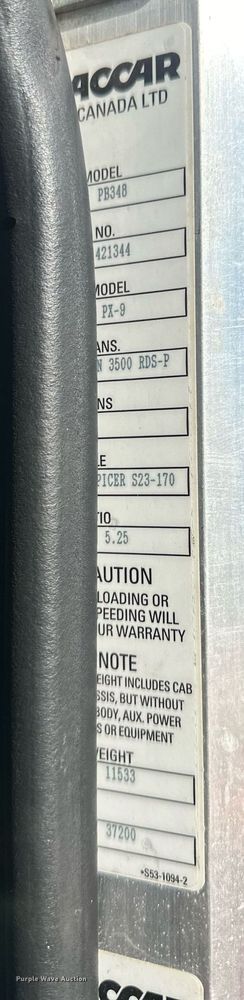 ACCAR
CANADA LTD
MODEL
PB348
NO.
421344
MODEL
PX-9
ANS.
N 3500 RDS-P
NS
LE
PICER S23-170
TIO
5.25
AUTION
LOADING OR
PEEDING WILL
UR WARRANTY
NOTE
EIGHT INCLUDES CAB
SSIS, BUT WITHOUT
BODY, AUX. POWER
S OR EQUIPMENT
WEIGHT
11533
37200
*S53-1094-2
CCAR
Purple Wave Auction